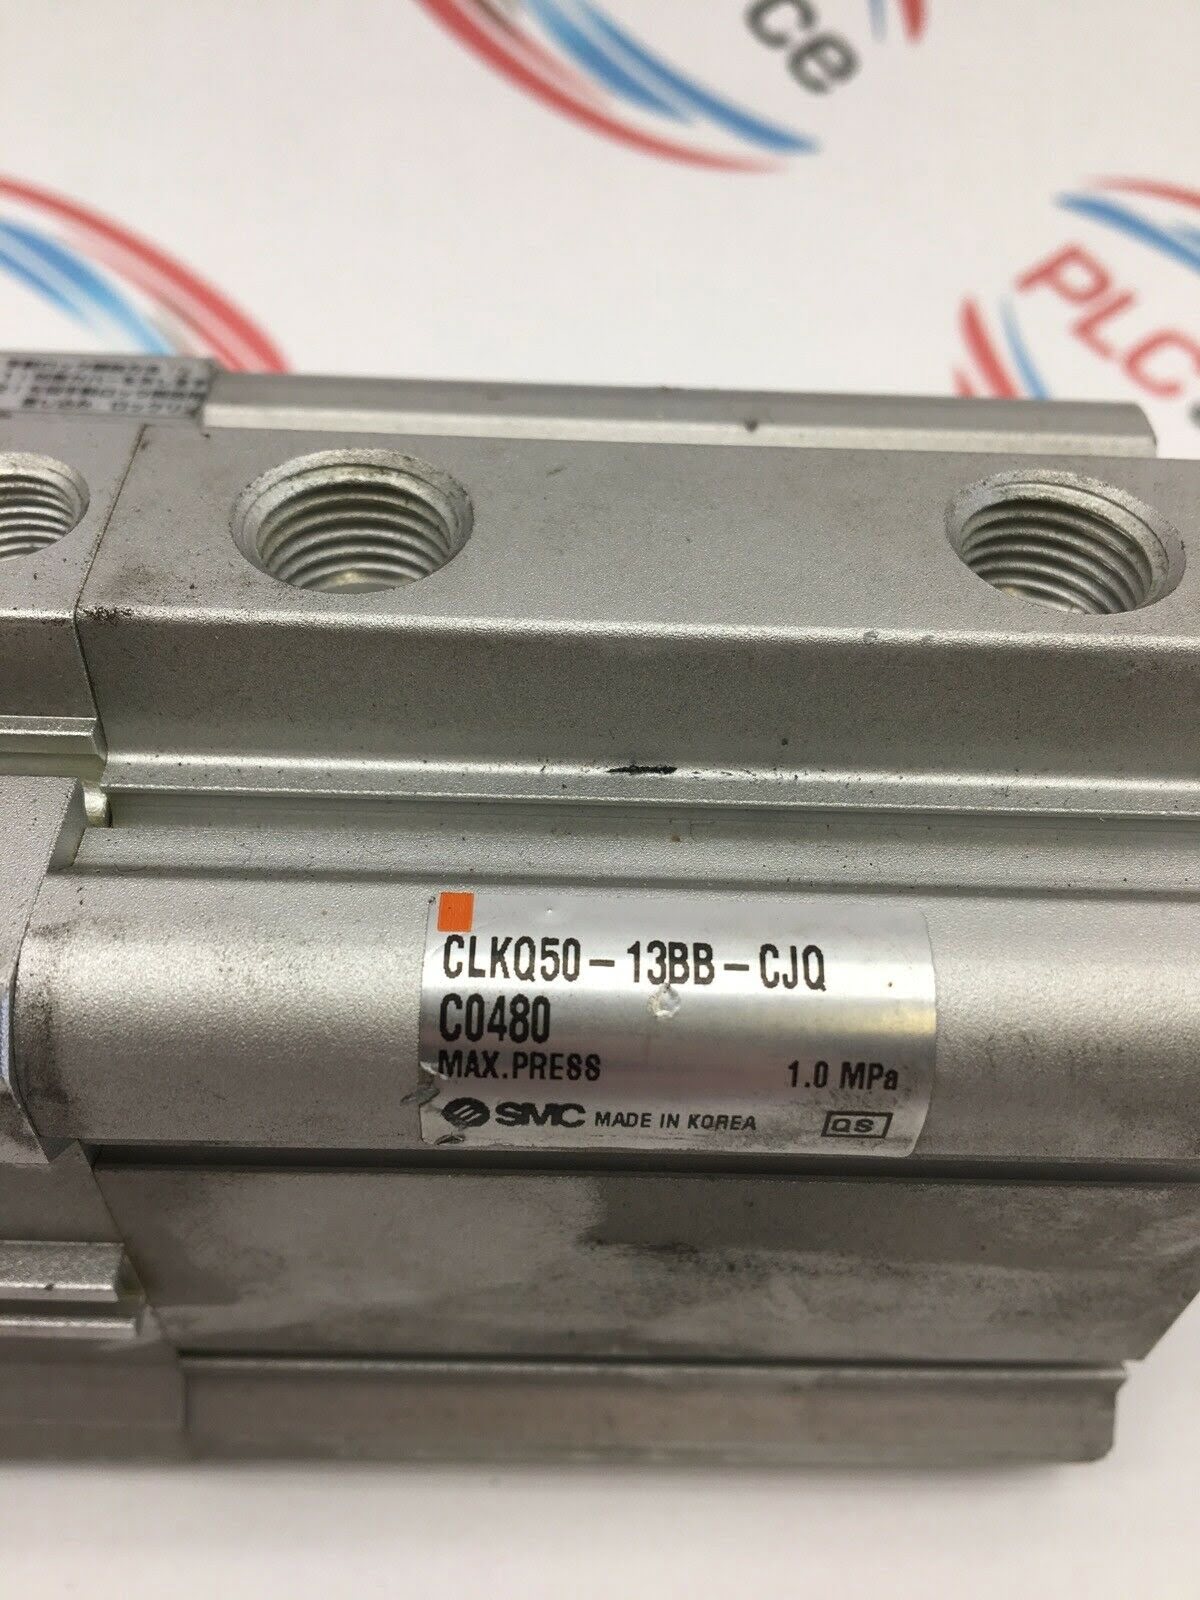 ce
PLC
CLKQ50-13BB-CJQ
C0480
MAX.PRESS 1.0 MPa
SMC MADE IN KOREA QS